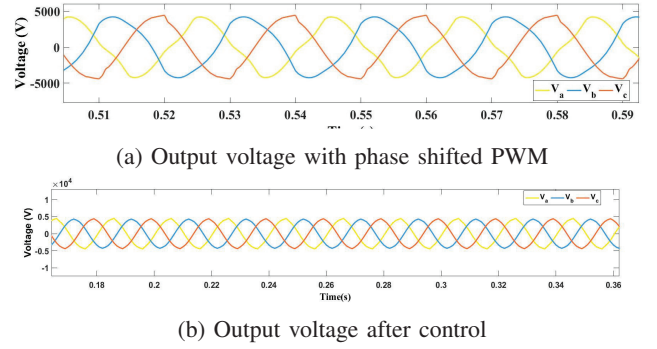 5000
0
-5000
Voltage (V)
V_a V_b V_c
0.51 0.52 0.53 0.54 0.55 0.56 0.57 0.58 0.59
(a) Output voltage with phase shifted PWM
×10^4
1
0.5
0
-0.5
-1
Voltage (V)
V_a V_b V_c
0.18 0.2 0.22 0.24 0.26 0.28 0.3 0.32 0.34 0.36
Time(s)
(b) Output voltage after control